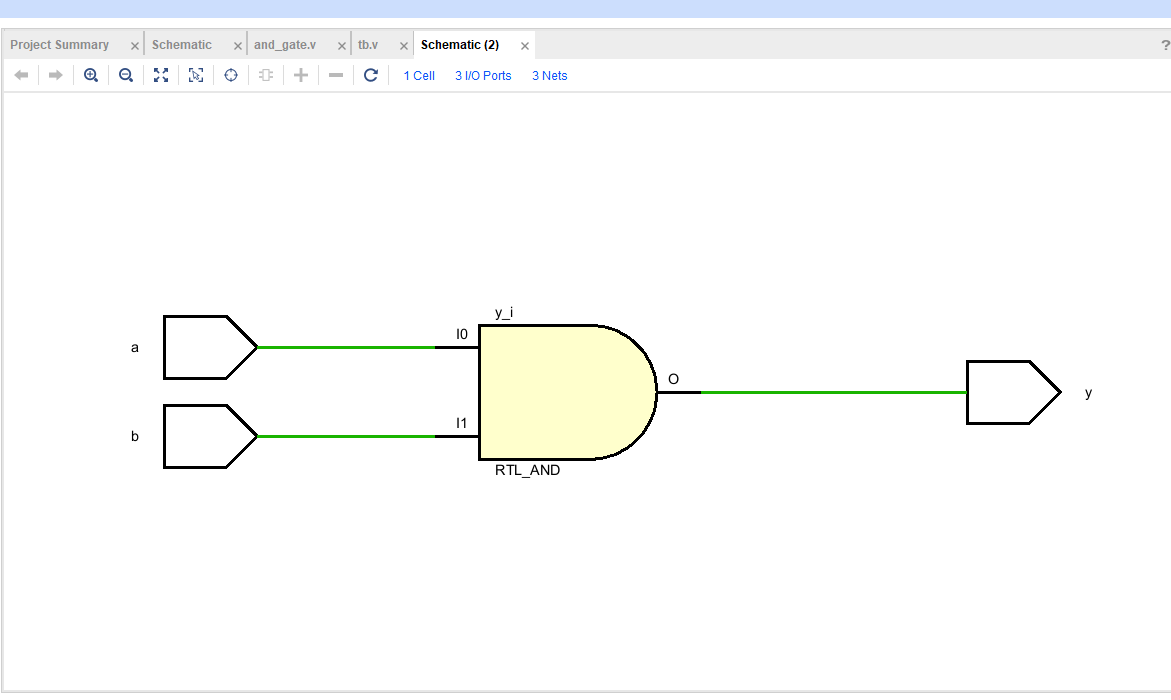 Project Summary × Schematic × and_gate.v × tb.v × Schematic (2) × ?
1 Cell 3 I/O Ports 3 Nets
y_i
a I0
O
y
b I1
RTL_AND